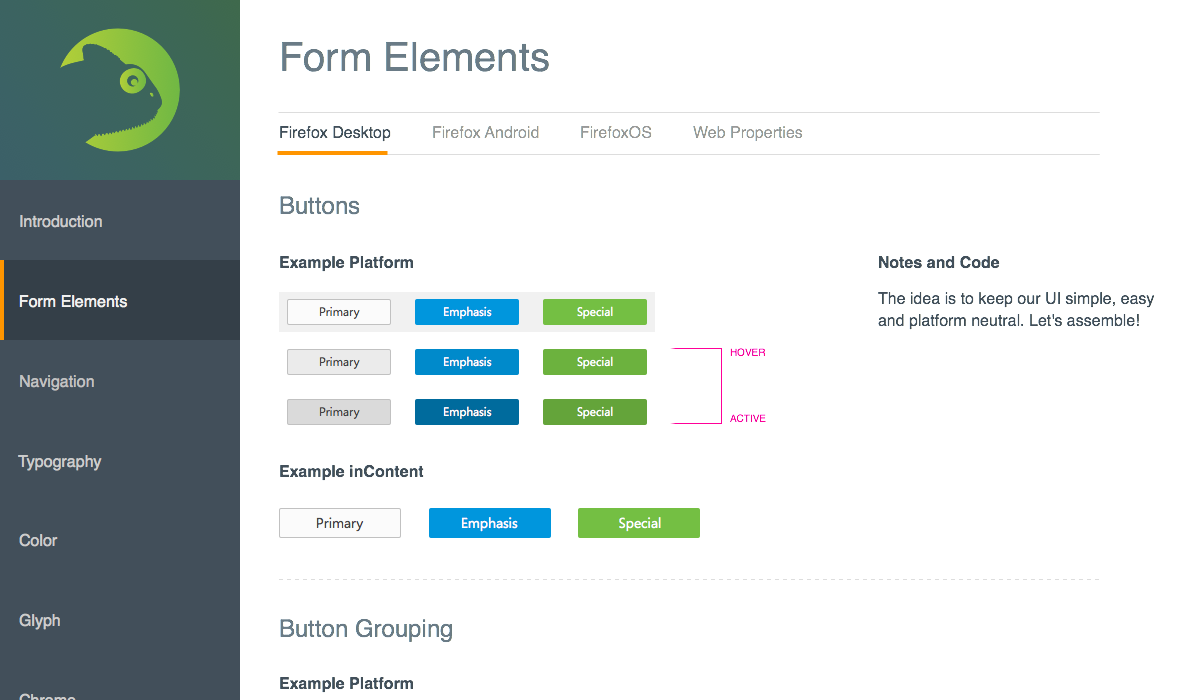 Form Elements
Firefox Desktop Firefox Android FirefoxOS Web Properties
Introduction
Form Elements
Navigation
Typography
Color
Glyph
Chrome
Buttons
Example Platform
Primary Emphasis Special
Primary Emphasis Special
Primary Emphasis Special
HOVER
ACTIVE
Notes and Code
The idea is to keep our UI simple, easy
and platform neutral. Let's assemble!
Example inContent
Primary Emphasis Special
Button Grouping
Example Platform